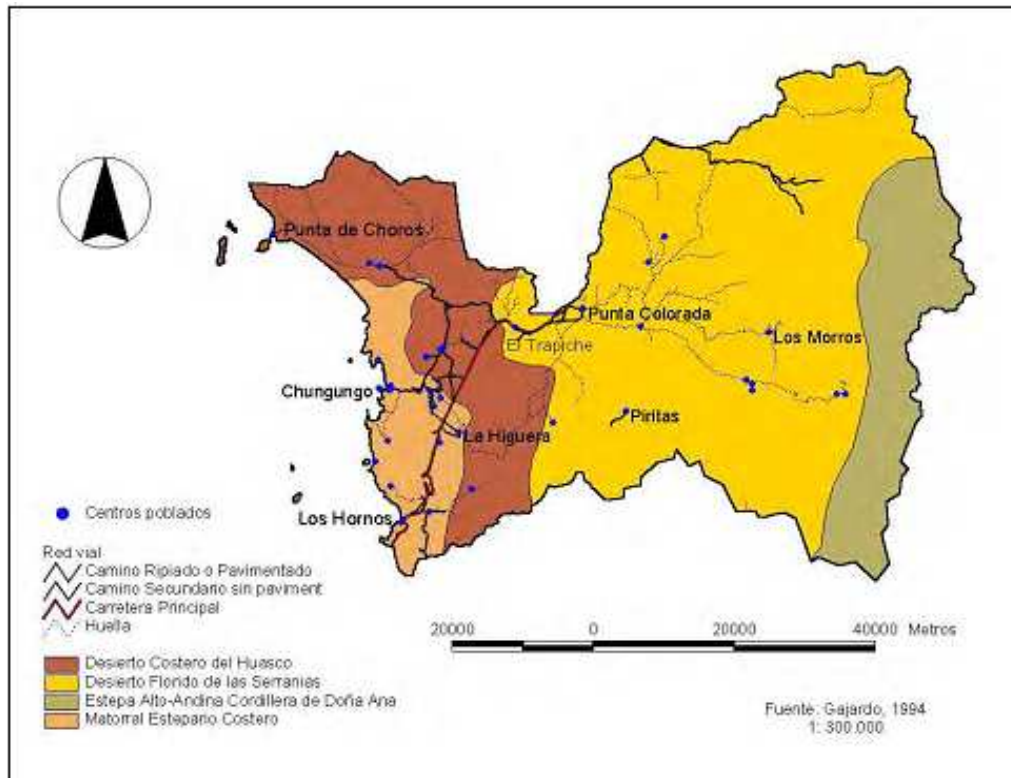 Punta de Choros
Punta Colorada
El Trapiche
Los Morros
Chungungo
Piritas
La Higuera
Los Hornos
Centros poblados
Red vial
Camino Ripiado o Pavimentado
Camino Secundario sin paviment
Carretera Principal
Huella
20000 0 20000 40000 Metros
Desierto Costero del Huasco
Desierto Florido de las Serranias
Estepa Alto-Andina Cordillera de Doña Ana
Matorral Estepario Costero
Fuente: Gajardo, 1994
1: 300.000